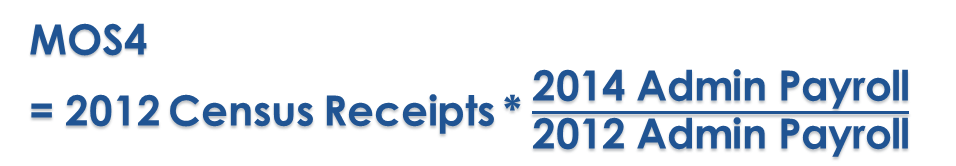 MOS4
= 2012 Census Receipts * 2014 Admin Payroll
2012 Admin Payroll